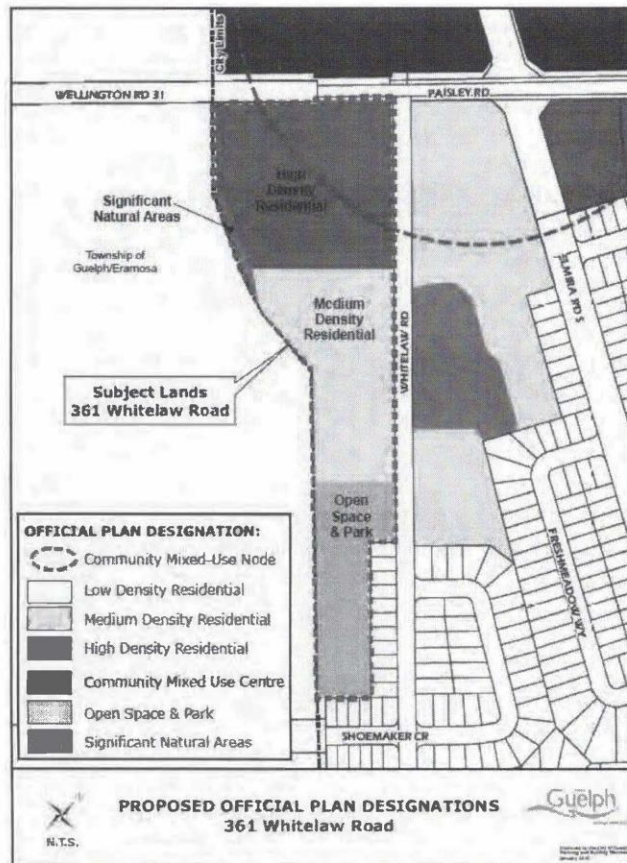 City Limits
WELLINGTON RD 31
PAISLEY RD
High
Density
Residential
Significant
Natural Areas
Township of
Guelph/Eramosa
ELMIRA RD S
Medium
Density
Residential
WHITELAW RD
Subject Lands
361 Whitelaw Road
Open
Space
& Park
FRESHMEADOW WY
OFFICIAL PLAN DESIGNATION:
Community Mixed-Use Node
Low Density Residential
Medium Density Residential
High Density Residential
Community Mixed Use Centre
Open Space & Park
Significant Natural Areas
SHOEMAKER CR
N.T.S.
PROPOSED OFFICIAL PLAN DESIGNATIONS
361 Whitelaw Road
Guelph